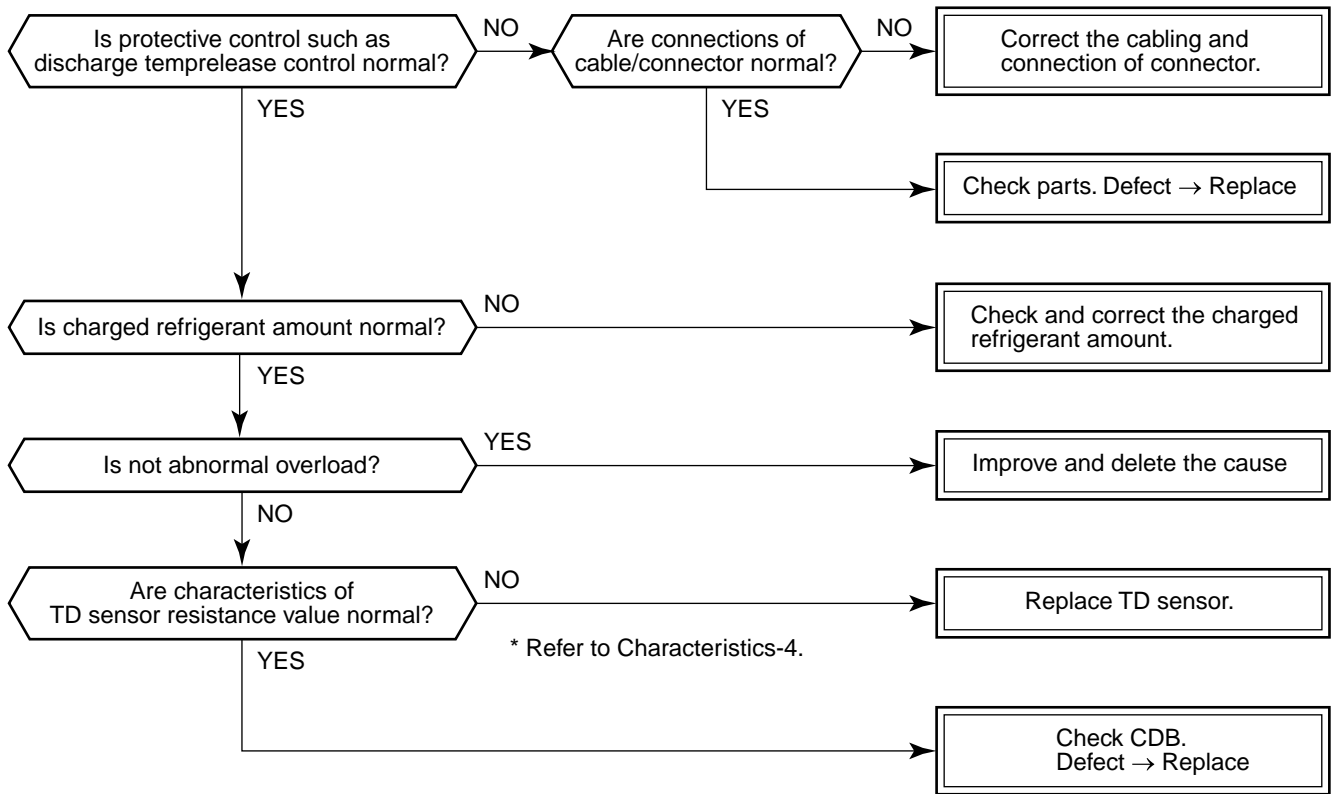 Is protective control such as
discharge temprelease control normal?
NO
Are connections of
cable/connector normal?
NO
Correct the cabling and
connection of connector.
YES
YES
Check parts. Defect → Replace
Is charged refrigerant amount normal?
NO
Check and correct the charged
refrigerant amount.
YES
Is not abnormal overload?
YES
Improve and delete the cause
NO
Are characteristics of
TD sensor resistance value normal?
NO
Replace TD sensor.
* Refer to Characteristics-4.
YES
Check CDB.
Defect → Replace